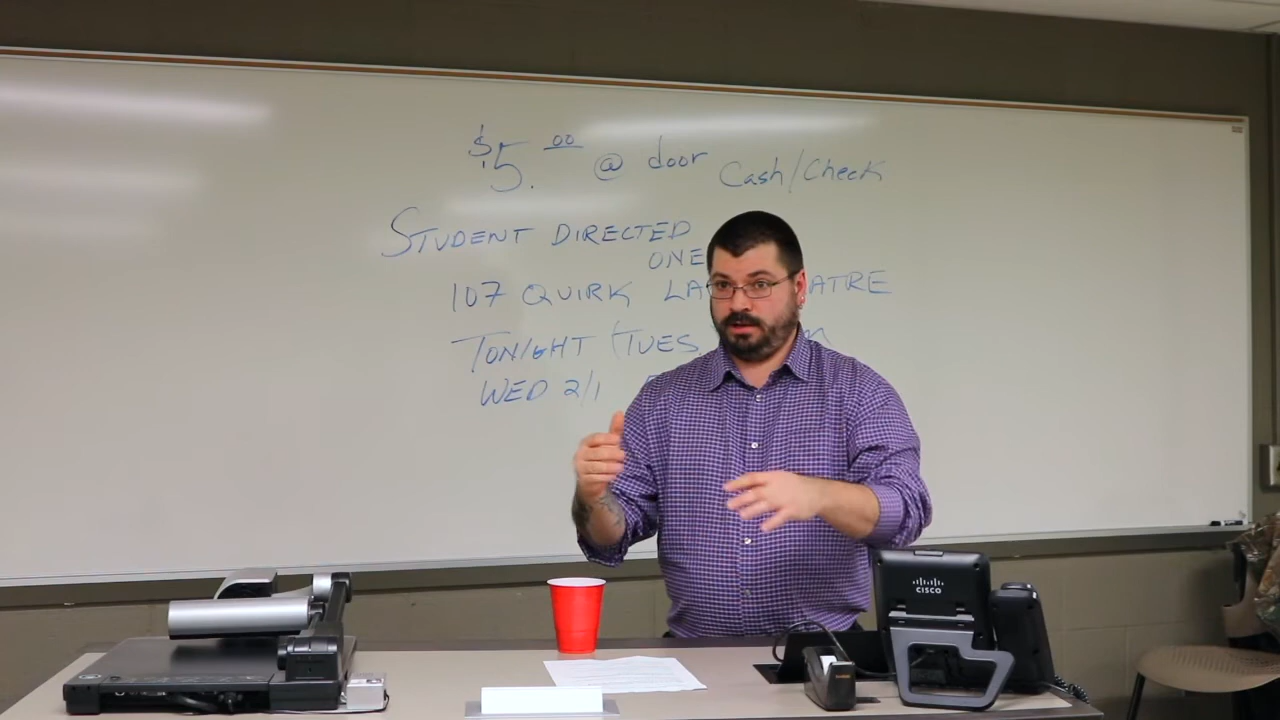 $5.00 @ door Cash/Check
STUDENT DIRECTED
ONE
107 QUIRK LA ATRE
TONIGHT (TUES
WED 2/1
CISCO